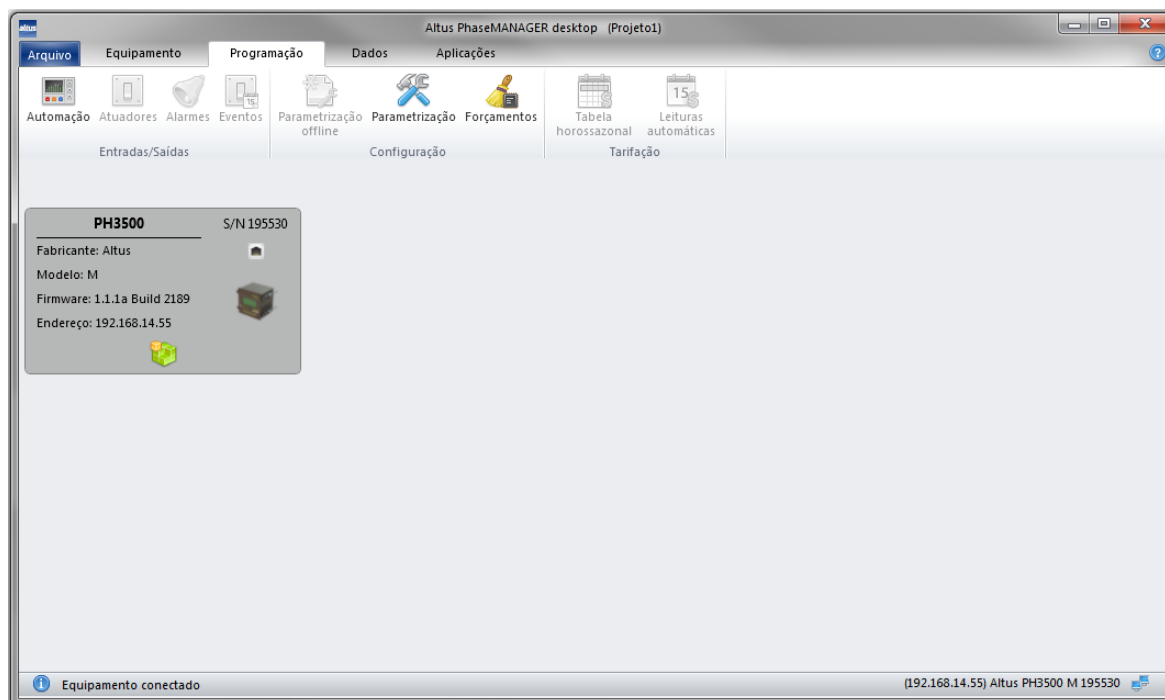 altus
Altus PhaseMANAGER desktop (Projeto1)
Arquivo Equipamento Programação Dados Aplicações
?
Automação Atuadores Alarmes Eventos Parametrização offline Parametrização Forçamentos Tabela horossazonal Leituras automáticas
15
15
Entradas/Saídas Configuração Tarifação
PH3500 S/N 195530
Fabricante: Altus
Modelo: M
Firmware: 1.1.1a Build 2189
Endereço: 192.168.14.55
Equipamento conectado (192.168.14.55) Altus PH3500 M 195530